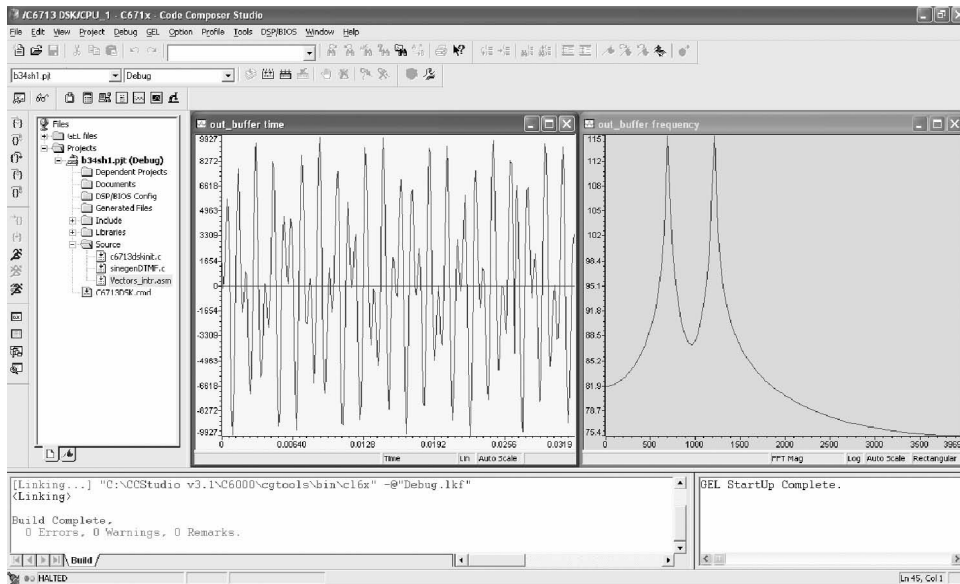 /C6713 DSK/CPU_1 - C671x - Code Composer Studio
File Edit View Project Debug GEL Option Profile Tools DSP/BIOS Window Help
b34sh1.pjt Debug
Files
GEL files
Projects
b34sh1.pjt (Debug)
Dependent Projects
Documents
DSP/BIOS Config
Generated Files
Include
Libraries
Source
c6713dskinit.c
sinegenDTMF.c
Vectors_intr.asm
C6713DSK.cmd
out_buffer time
9927
8272
6618
4963
3309
1654
0
-1654
-3309
-4963
-6618
-8272
-9927
0 0.00640 0.0128 0.0192 0.0256 0.0319
Time Lin Auto Scale
out_buffer frequency
115
108
105
102
98.4
95.1
91.8
88.5
85.2
81.9
78.7
75.4
0 500 1000 2000 2500 3000 3500 3969
FFT Mag Log Auto Scale Rectangular
[Linking...] "C:\CCStudio v3.1\C6000\cgtools\bin\cl6x" -@"Debug.lkf"
<Linking>
Build Complete,
0 Errors, 0 Warnings, 0 Remarks.
Build
GEL StartUp Complete.
HALTED
Ln 45, Col 1